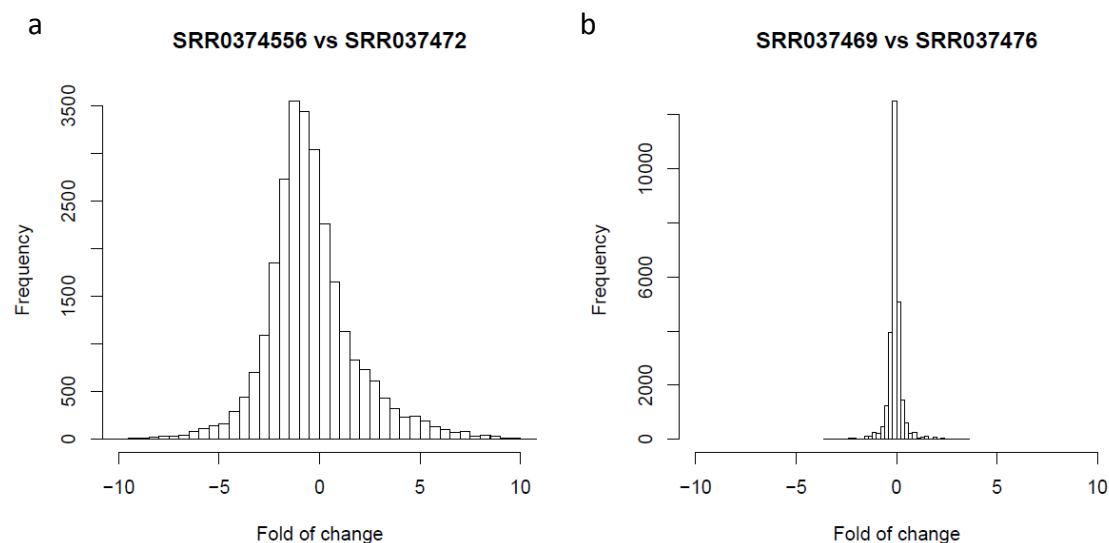 a
SRR0374556 vs SRR037472
Frequency
0
500
1500
2500
3500
−10
−5
0
5
10
Fold of change
b
SRR037469 vs SRR037476
Frequency
0
2000
6000
10000
−10
−5
0
5
10
Fold of change